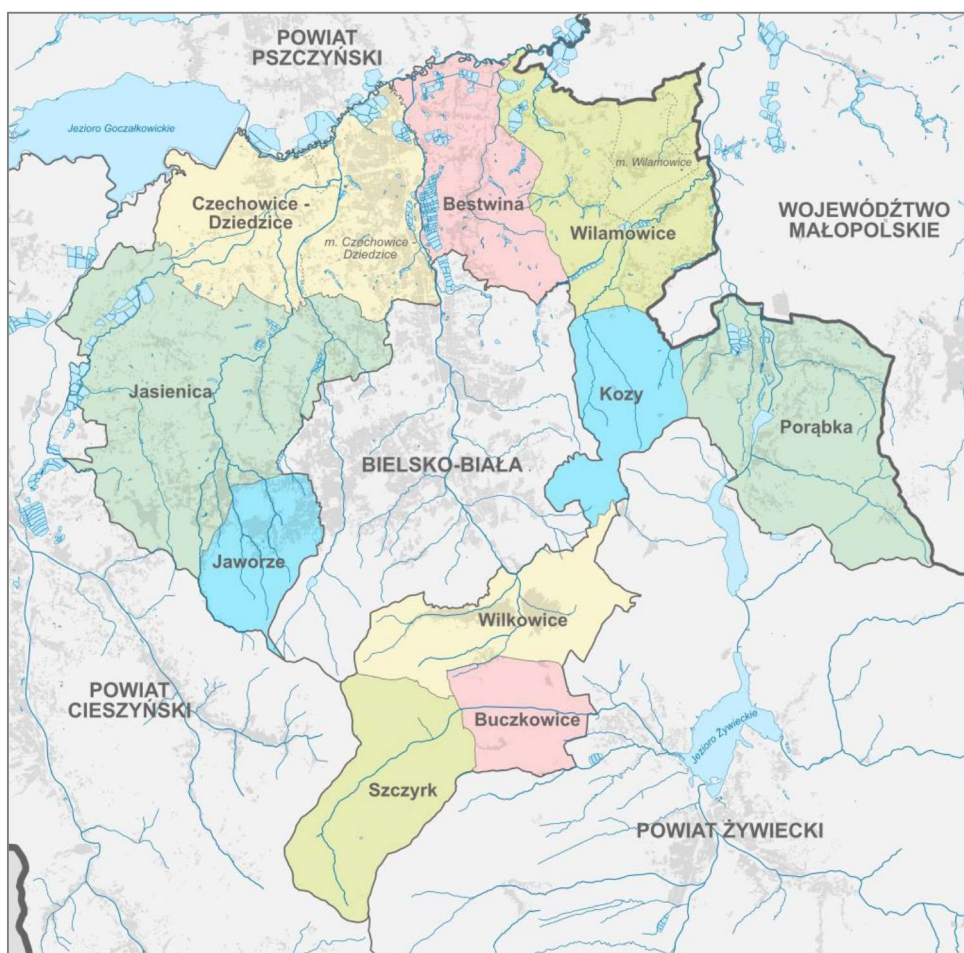 POWIAT
PSZCZYŃSKI
Jezioro Goczałkowickie
m. Wilamowice
Czechowice -
Dziedzice
Bestwina
WOJEWÓDŹTWO
MAŁOPOLSKIE
Wilamowice
m. Czechowice -
Dziedzice
Jasienica
Kozy
Porąbka
BIELSKO-BIAŁA
Jaworze
Wilkowice
POWIAT
CIESZYŃSKI
Buczkowice
Jezioro Żywieckie
Szczyrk
POWIAT ŻYWIECKI